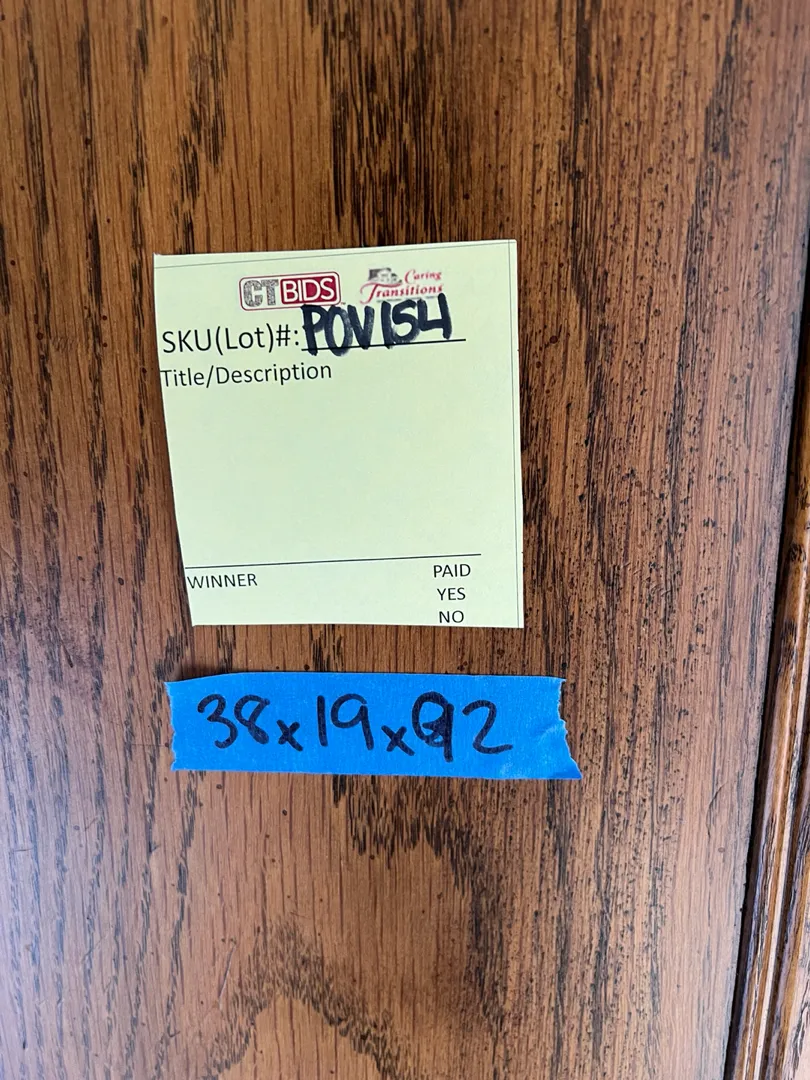 CTBIDS Caring
Transitions
SKU(Lot)#: POV154
Title/Description
WINNER PAID
YES
NO
38x19x92